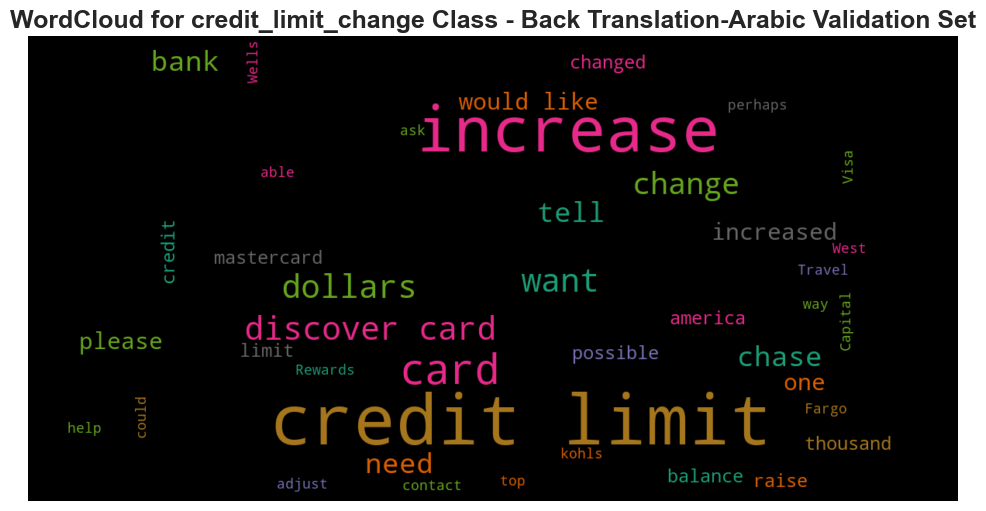 WordCloud for credit_limit_change Class - Back Translation-Arabic Validation Set
bank
Wells
changed
would like
perhaps
ask
increase
able
Visa
change
tell
increased
credit
West
mastercard
Travel
want
dollars
way
Capital
america
discover card
please
limit
possible
chase
Rewards
card
one
credit limit
Fargo
could
help
thousand
kohls
need
balance
raise
adjust
contact
top